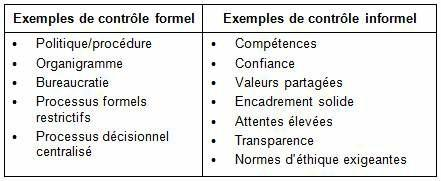 Exemples de contrôle formel
• Politique/procédure
• Organigramme
• Bureaucratie
• Processus formels
restrictifs
• Processus décisionnel
centralisé
Exemples de contrôle informel
• Compétences
• Confiance
• Valeurs partagées
• Encadrement solide
• Attentes élevées
• Transparence
• Normes d'éthique exigeantes